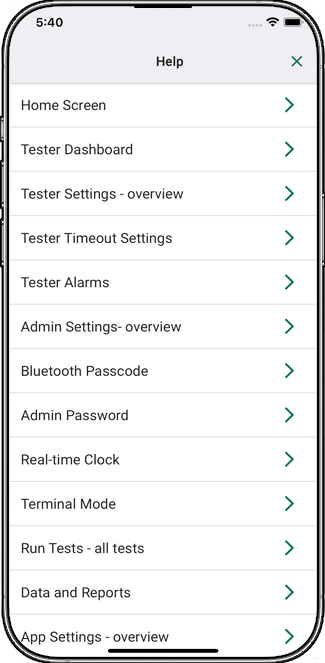 5:40
Help
Home Screen
Tester Dashboard
Tester Settings - overview
Tester Timeout Settings
Tester Alarms
Admin Settings- overview
Bluetooth Passcode
Admin Password
Real-time Clock
Terminal Mode
Run Tests - all tests
Data and Reports
App Settings - overview